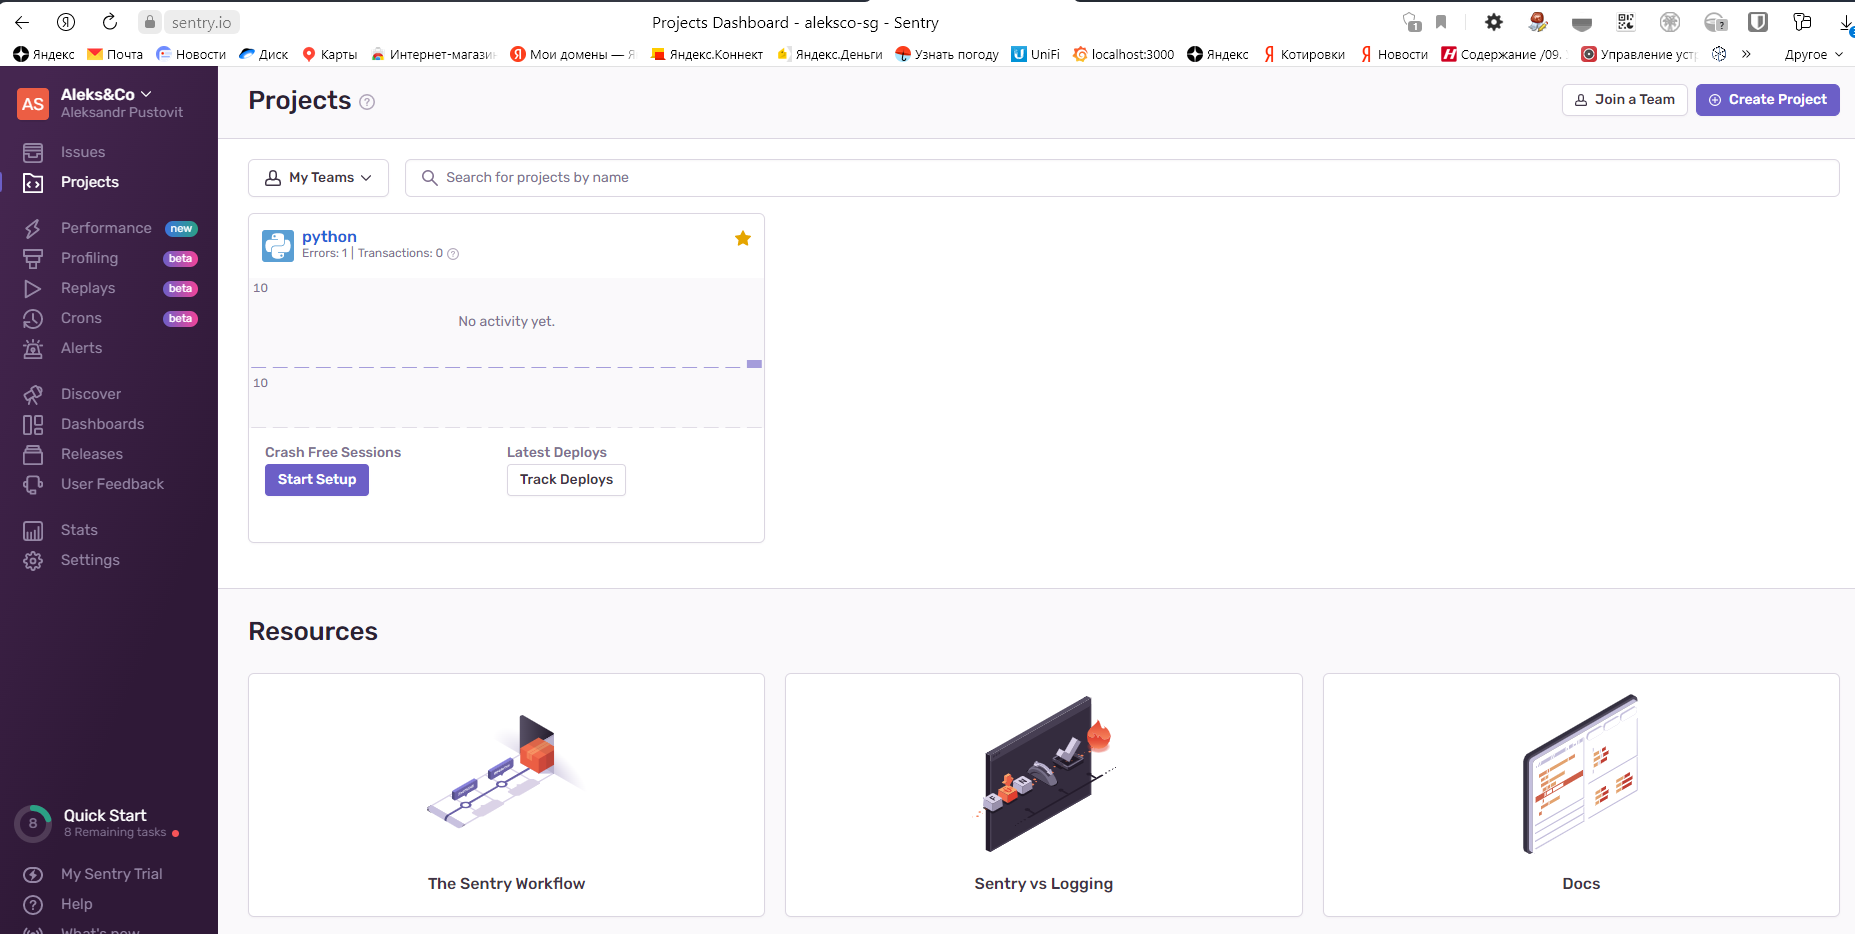 sentry.io
Projects Dashboard - aleksco-sg - Sentry
Яндекс Почта Новости Диск Карты Интернет-магазин Мои домены — Я Яндекс.Коннект Яндекс.Деньги Узнать погоду UniFi localhost:3000 Яндекс Котировки Новости Содержание /09. Управление устр » Другое
AS
Aleks&Co
Aleksandr Pustovit
Issues
Projects
Performance new
Profiling beta
Replays beta
Crons beta
Alerts
Discover
Dashboards
Releases
User Feedback
Stats
Settings
8
Quick Start
8 Remaining tasks
My Sentry Trial
Help
What's new
Projects ?
Join a Team
Create Project
My Teams
Search for projects by name
python
Errors: 1 | Transactions: 0 ?
10
No activity yet.
10
Crash Free Sessions
Start Setup
Latest Deploys
Track Deploys
Resources
The Sentry Workflow
Sentry vs Logging
Docs